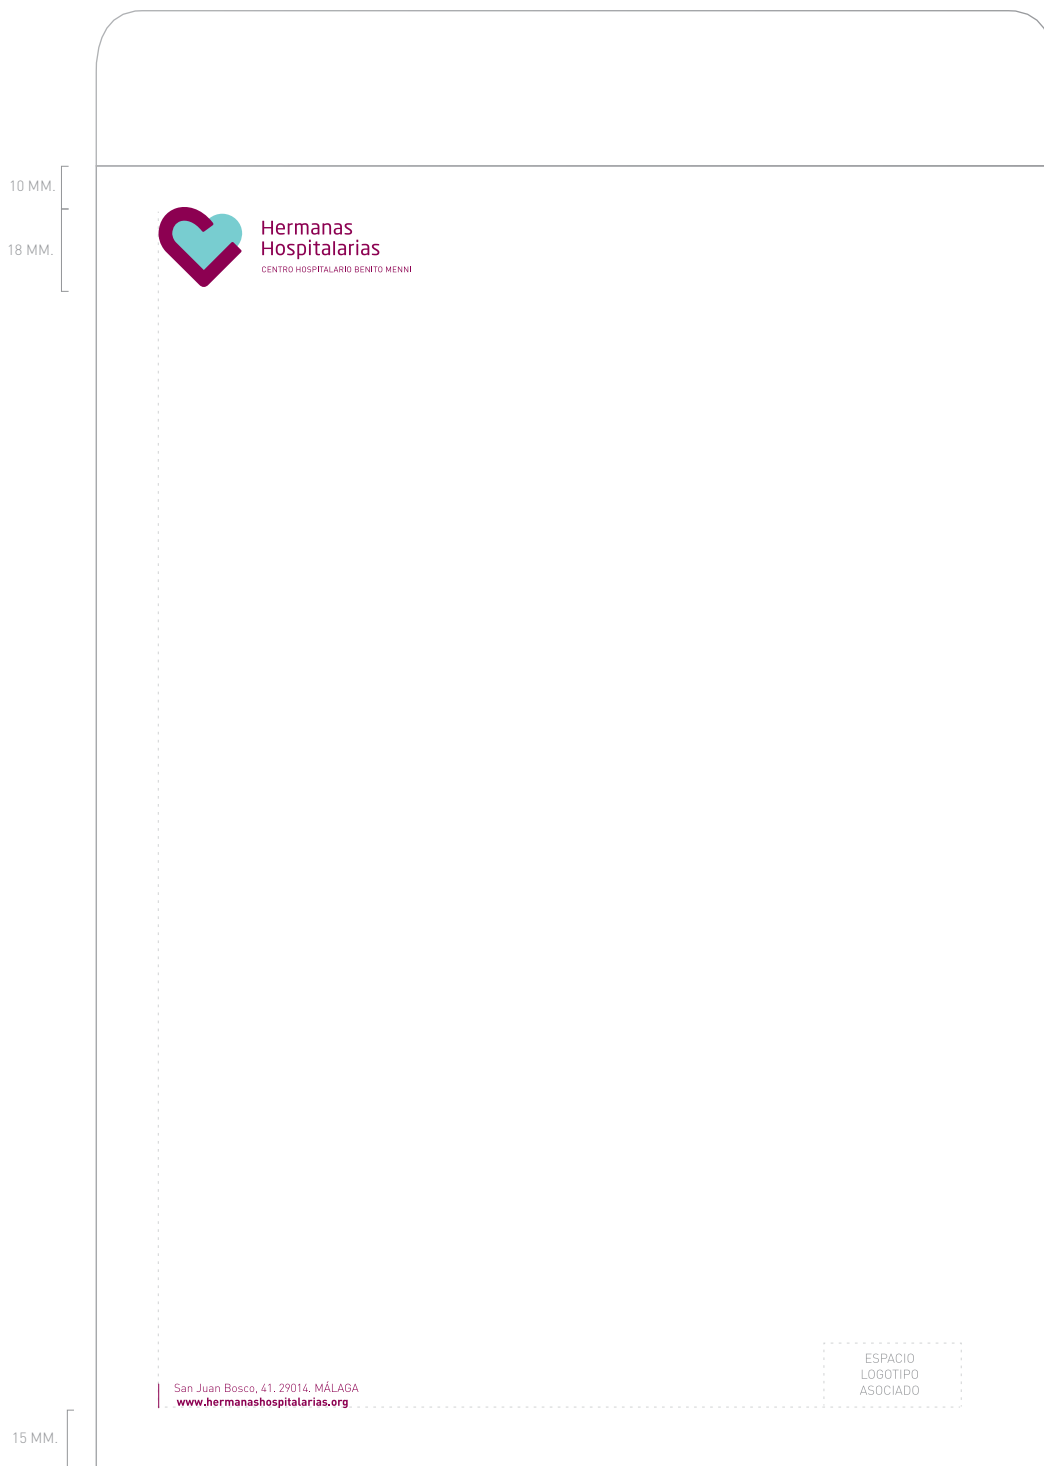 10 MM.
18 MM.
Hermanas
Hospitalarias
CENTRO HOSPITALARIO BENITO MENNI
ESPACIO
LOGOTIPO
ASOCIADO
San Juan Bosco, 41. 29014. MÁLAGA
www.hermanashospitalarias.org
15 MM.